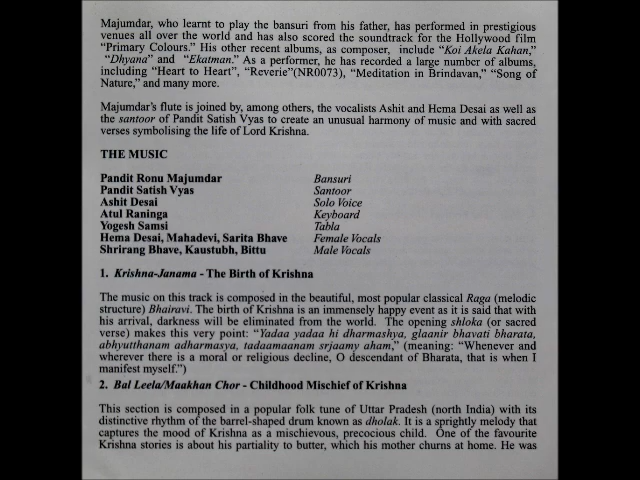 Majumdar, who learnt to play the bansuri from his father, has performed in prestigious
venues all over the world and has also scored the soundtrack for the Hollywood film
"Primary Colours." His other recent albums, as composer, include "Koi Akela Kahan,"
"Dhyana" and "Ekatman." As a performer, he has recorded a large number of albums,
including "Heart to Heart", "Reverie"(NR0073), "Meditation in Brindavan," "Song of
Nature," and many more.
Majumdar's flute is joined by, among others, the vocalists Ashit and Hema Desai as well as
the santoor of Pandit Satish Vyas to create an unusual harmony of music and with sacred
verses symbolising the life of Lord Krishna.
THE MUSIC
Pandit Ronu Majumdar Bansuri
Pandit Satish Vyas Santoor
Ashit Desai Solo Voice
Atul Raninga Keyboard
Yogesh Samsi Tabla
Hema Desai, Mahadevi, Sarita Bhave Female Vocals
Shrirang Bhave, Kaustubh, Bittu Male Vocals
1. Krishna-Janama - The Birth of Krishna
The music on this track is composed in the beautiful, most popular classical Raga (melodic
structure) Bhairavi. The birth of Krishna is an immensely happy event as it is said that with
his arrival, darkness will be eliminated from the world. The opening shloka (or sacred
verse) makes this very point: "Yadaa yadaa hi dharmashya, glaanir bhavati bharata,
abhyutthanam adharmasya, tadaamaanam srjaamy aham," (meaning: "Whenever and
wherever there is a moral or religious decline, O descendant of Bharata, that is when I
manifest myself.")
2. Bal Leela/Maakhan Chor - Childhood Mischief of Krishna
This section is composed in a popular folk tune of Uttar Pradesh (north India) with its
distinctive rhythm of the barrel-shaped drum known as dholak. It is a sprightly melody that
captures the mood of Krishna as a mischievous, precocious child. One of the favourite
Krishna stories is about his partiality to butter, which his mother churns at home. He was